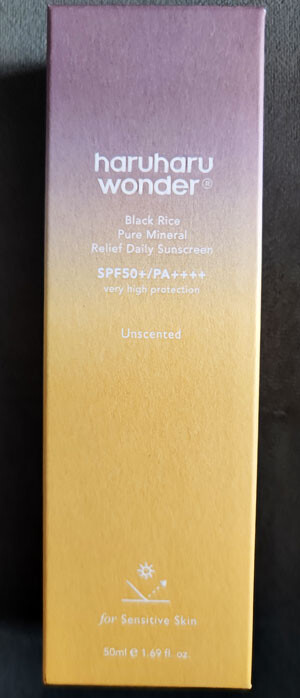 haruharu
wonder®
Black Rice
Pure Mineral
Relief Daily Sunscreen
SPF50+/PA++++
very high protection
Unscented
for Sensitive Skin
50ml ℮ 1.69 fl. oz.